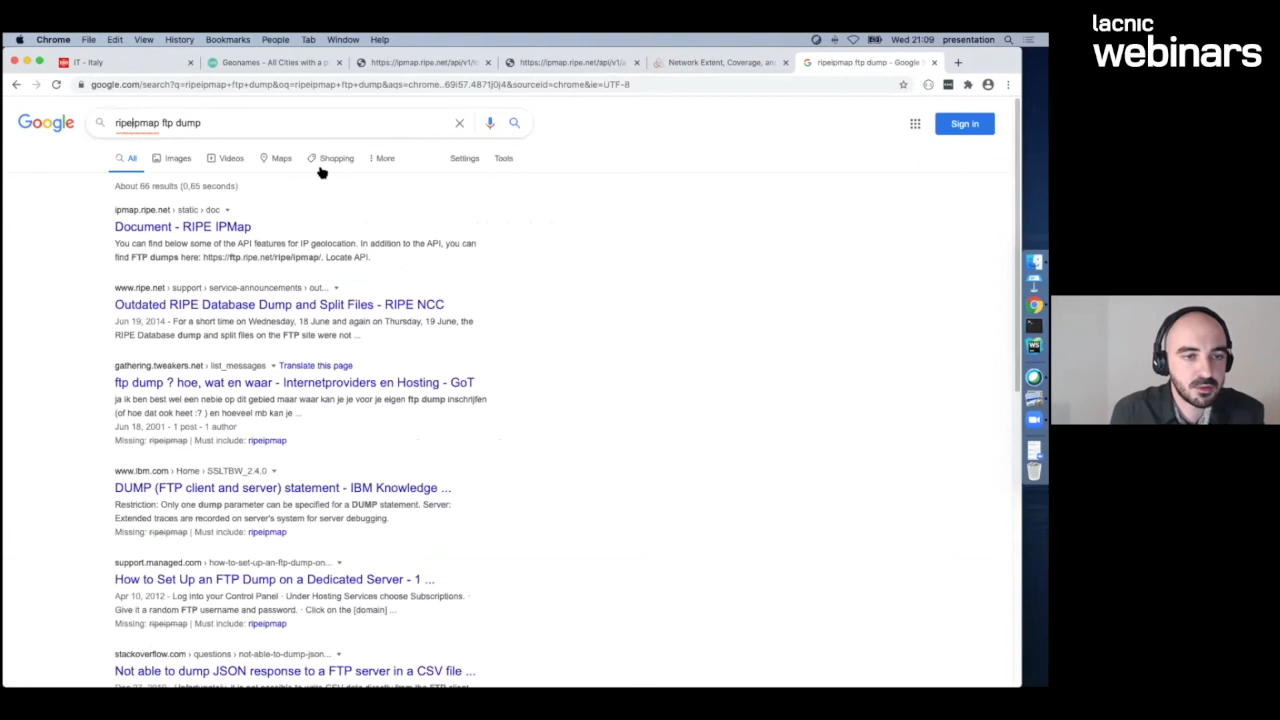 lacnic
webinars
Chrome File Edit View History Bookmarks People Tab Window Help
Wed 21:09 presentation
IT - Italy
Geonames - All Cities with a p
https://ipmap.ripe.net/api/v1/lo
https://ipmap.ripe.net/api/v1/a
Network Extent, Coverage, an
ripeipmap ftp dump - Google
google.com/search?q=ripeipmap+ftp+dump&oq=ripeipmap+ftp+dump&aqs=chrome..69i57.4871j0j4&sourceid=chrome&ie=UTF-8
Google
ripeipmap ftp dump
Sign in
All Images Videos Maps Shopping More Settings Tools
About 66 results (0,65 seconds)
ipmap.ripe.net › static › doc
Document - RIPE IPMap
You can find below some of the API features for IP geolocation. In addition to the API, you can
find FTP dumps here: https://ftp.ripe.net/ripe/ipmap/. Locate API.
www.ripe.net › support › service-announcements › out...
Outdated RIPE Database Dump and Split Files - RIPE NCC
Jun 19, 2014 - For a short time on Wednesday, 18 June and again on Thursday, 19 June, the
RIPE Database dump and split files on the FTP site were not ...
gathering.tweakers.net › list_messages Translate this page
ftp dump ? hoe, wat en waar - Internetproviders en Hosting - GoT
ja ik ben best wel een nebie op dit gebied maar waar kan je je voor je eigen ftp dump inschrijfen
(of hoe dat ook heet :? ) en hoeveel mb kan je ...
Jun 18, 2001 - 1 post - 1 author
Missing: ripeipmap | Must include: ripeipmap
www.ibm.com › Home › SSLTBW_2.4.0
DUMP (FTP client and server) statement - IBM Knowledge ...
Restriction: Only one dump parameter can be specified for a DUMP statement. Server:
Extended traces are recorded on server's system for server debugging.
Missing: ripeipmap | Must include: ripeipmap
support.managed.com › how-to-set-up-an-ftp-dump-on...
How to Set Up an FTP Dump on a Dedicated Server - 1 ...
Apr 10, 2012 - Log into your Control Panel · Under Hosting Services choose Subscriptions. ·
Give it a random FTP username and password. · Click on the [domain] ...
Missing: ripeipmap | Must include: ripeipmap
stackoverflow.com › questions › not-able-to-dump-json...
Not able to dump JSON response to a FTP server in a CSV file ...